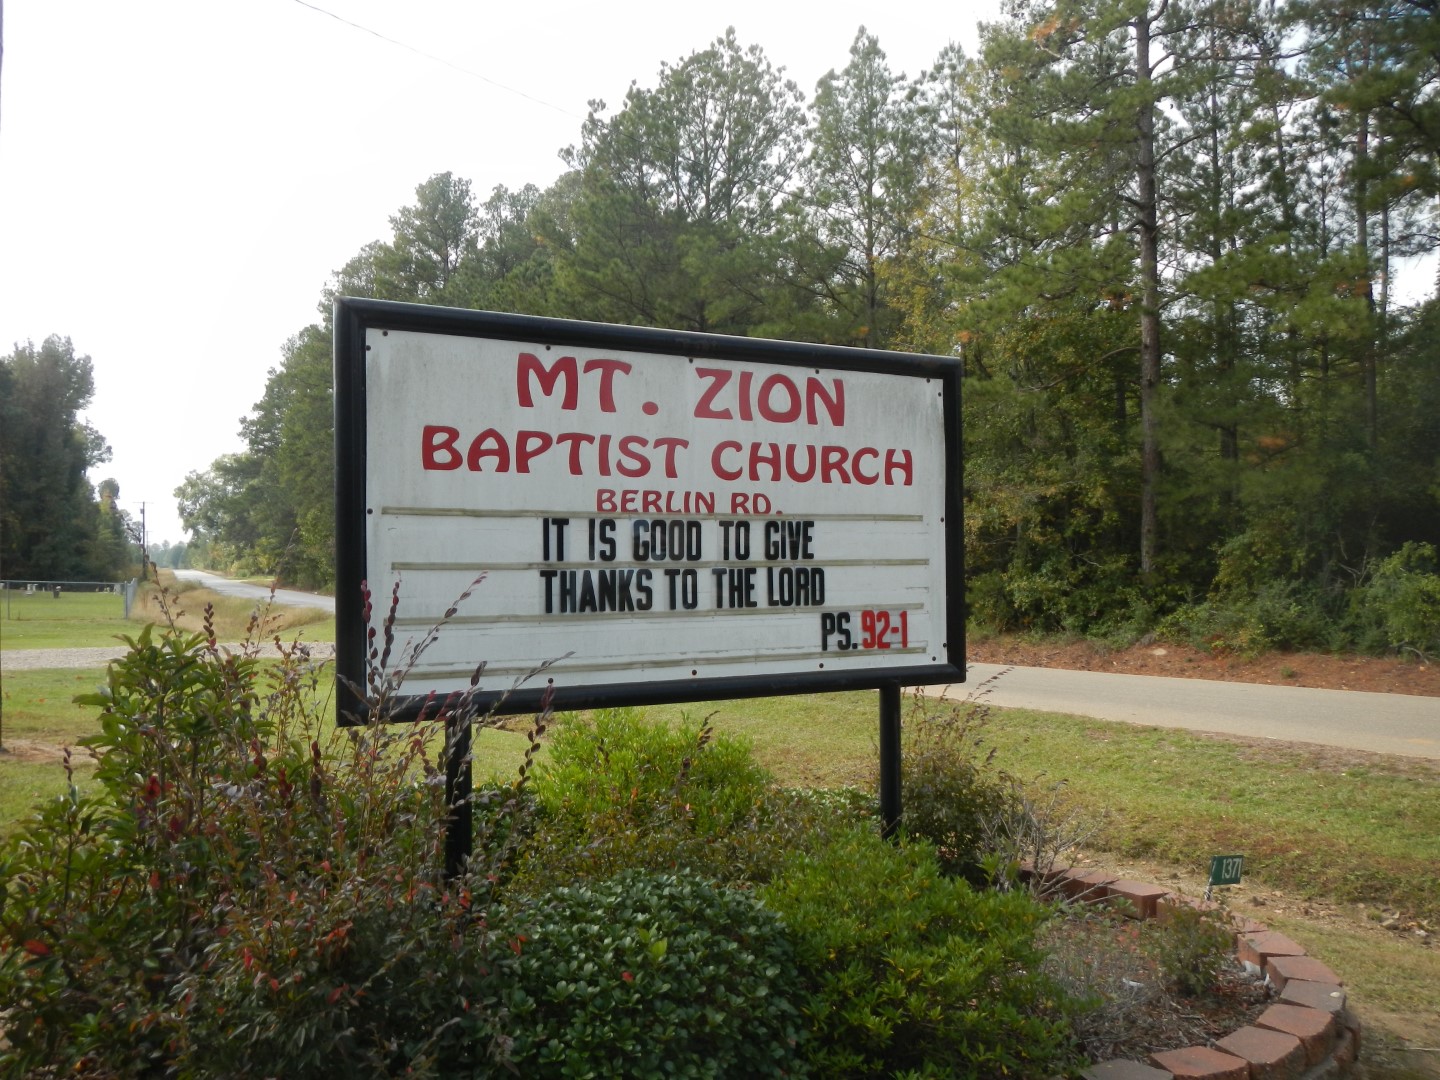 MT. ZION
BAPTIST CHURCH
BERLIN RD.
IT IS GOOD TO GIVE
THANKS TO THE LORD
PS. 92-1
1371